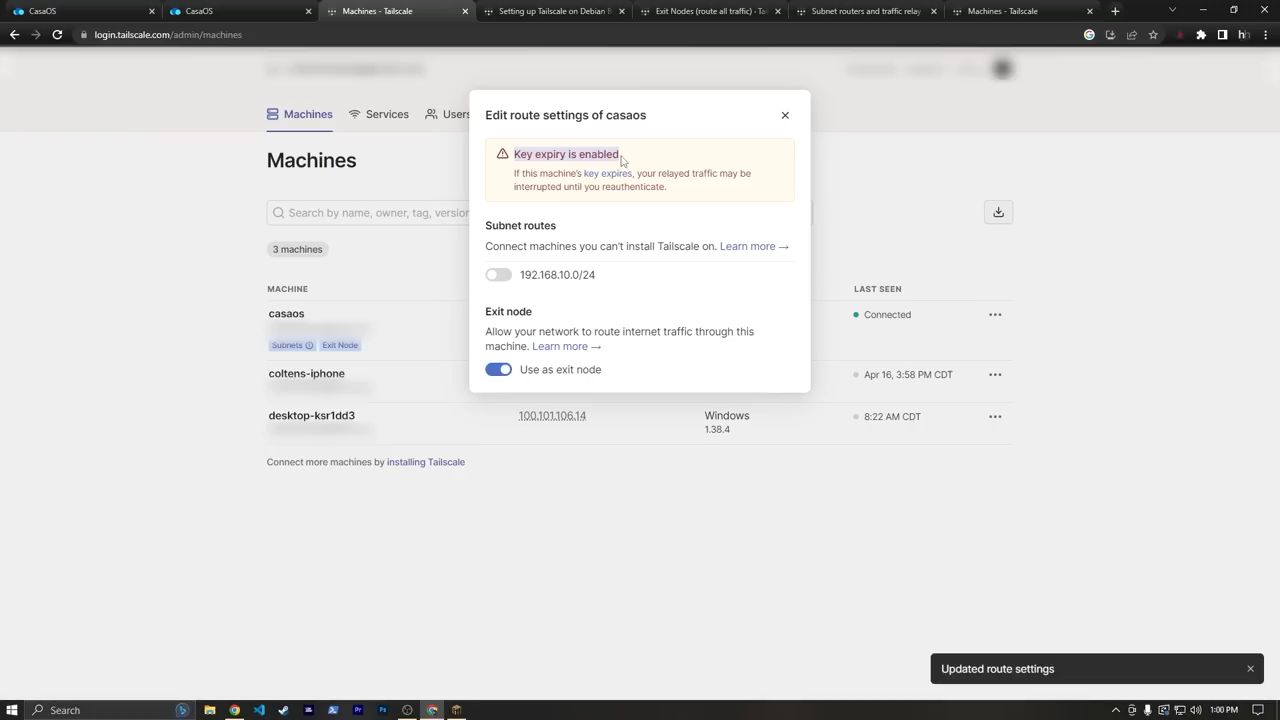 CasaOS
CasaOS
Machines - Tailscale
Setting up Tailscale on Debian B
Exit Nodes (route all traffic) · Ta
Subnet routers and traffic relay
Machines - Tailscale
login.tailscale.com/admin/machines
Machines
Services
Users
Machines
Search by name, owner, tag, version
3 machines
MACHINE
LAST SEEN
casaos
Connected
Subnets
Exit Node
coltens-iphone
Apr 16, 3:58 PM CDT
desktop-ksr1dd3
100.101.106.14
Windows
1.38.4
8:22 AM CDT
Connect more machines by installing Tailscale
Edit route settings of casaos
Key expiry is enabled
If this machine's key expires, your relayed traffic may be
interrupted until you reauthenticate.
Subnet routes
Connect machines you can't install Tailscale on. Learn more →
192.168.10.0/24
Exit node
Allow your network to route internet traffic through this
machine. Learn more →
Use as exit node
Updated route settings
Search
1:00 PM